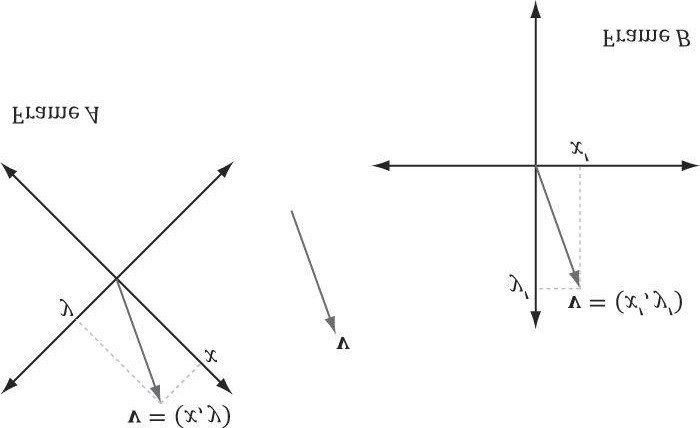 Frame A
y
x
v = (x, y)
v
Frame B
x′
y′
v = (x′, y′)